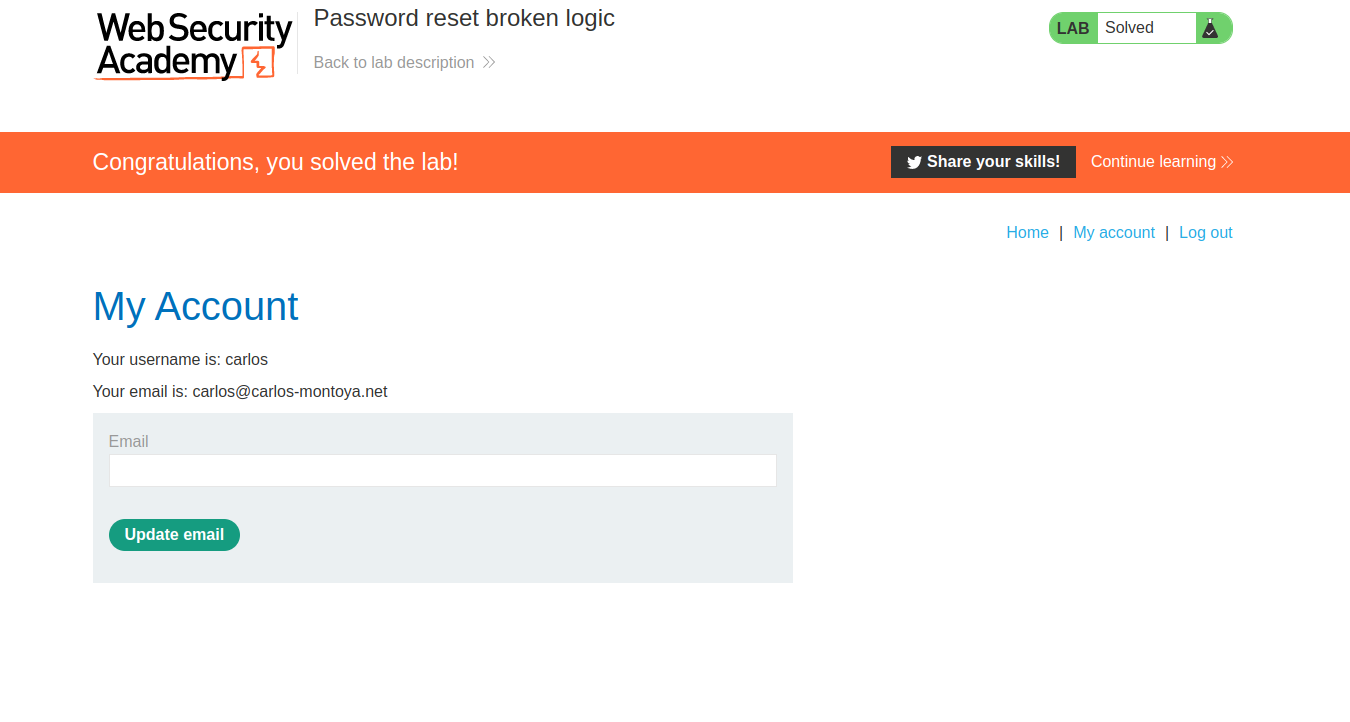 Web Security
Academy
Password reset broken logic
Back to lab description
LAB Solved
Congratulations, you solved the lab!
Share your skills! Continue learning
Home | My account | Log out
My Account
Your username is: carlos
Your email is: carlos@carlos-montoya.net
Email
Update email